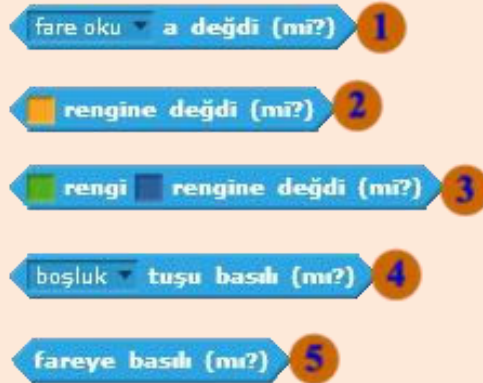 fare oku a değdi (mi?) 1
rengine değdi (mi?) 2
rengi rengine değdi (mi?) 3
boşluk tuşu basılı (mı?) 4
fareye basılı (mı?) 5